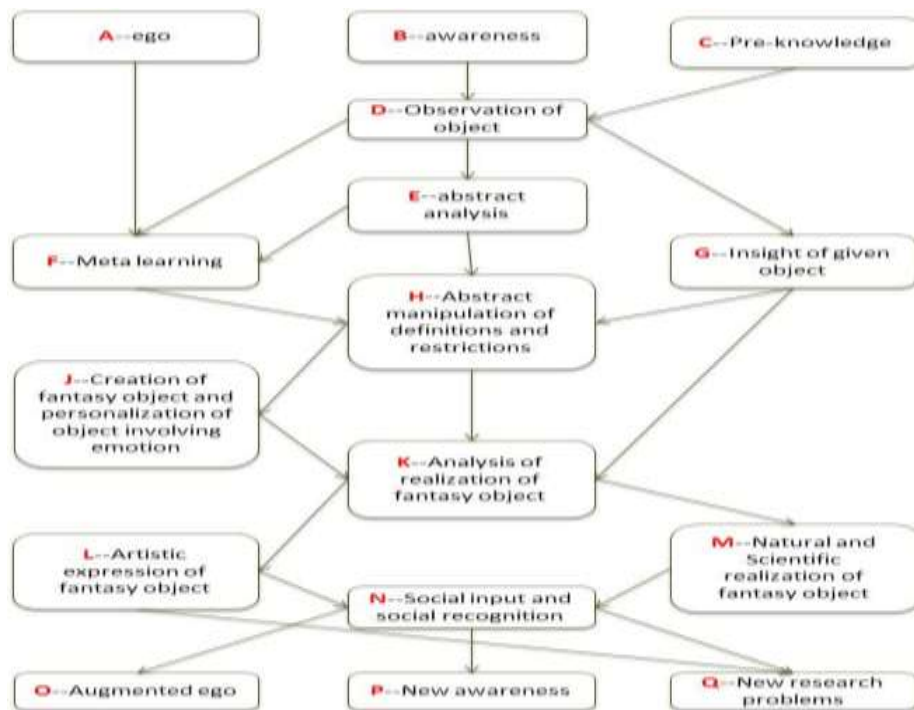 A--ego
B--awareness
C--Pre-knowledge
D--Observation of
object
E--abstract
analysis
F--Meta learning
G--Insight of given
object
H--Abstract
manipulation of
definitions and
restrictions
J--Creation of
fantasy object and
personalization of
object involving
emotion
K--Analysis of
realization of
fantasy object
L--Artistic
expression of
fantasy object
M--Natural and
Scientific
realization of
fantasy object
N--Social input and
social recognition
O--Augmented ego
P--New awareness
Q--New research
problems